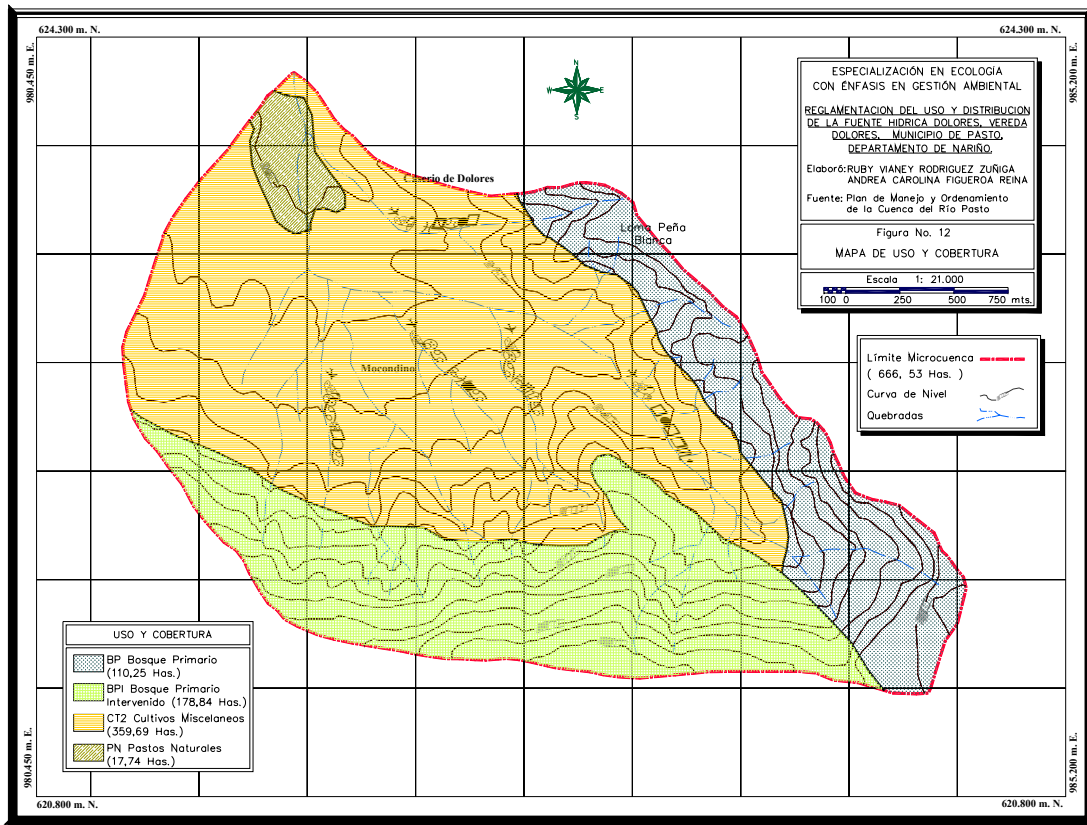 624.300 m. N.
624.300 m. N.
980.450 m. E.
985.200 m. E.
N
W E
S
ESPECIALIZACIÓN EN ECOLOGÍA
CON ÉNFASIS EN GESTIÓN AMBIENTAL
REGLAMENTACION DEL USO Y DISTRIBUCION
DE LA FUENTE HIDRICA DOLORES, VEREDA
DOLORES, MUNICIPIO DE PASTO,
DEPARTAMENTO DE NARIÑO.
Elaboró: RUBY VIANEY RODRIGUEZ ZUÑIGA
ANDREA CAROLINA FIGUEROA REINA
Fuente: Plan de Manejo y Ordenamiento
de la Cuenca del Río Pasto
Figura No. 12
MAPA DE USO Y COBERTURA
Escala 1: 21.000
100 0 250 500 750 mts.
Caserio de Dolores
Loma Peña
Blanca
Mocondino
Límite Microcuenca
( 666, 53 Has. )
Curva de Nivel
Quebradas
USO Y COBERTURA
BP Bosque Primario
(110,25 Has.)
BPI Bosque Primario
Intervenido (178,84 Has.)
CT2 Cultivos Miscelaneos
(359,69 Has.)
PN Pastos Naturales
(17,74 Has.)
980.450 m. E.
985.200 m. E.
620.800 m. N.
620.800 m. N.